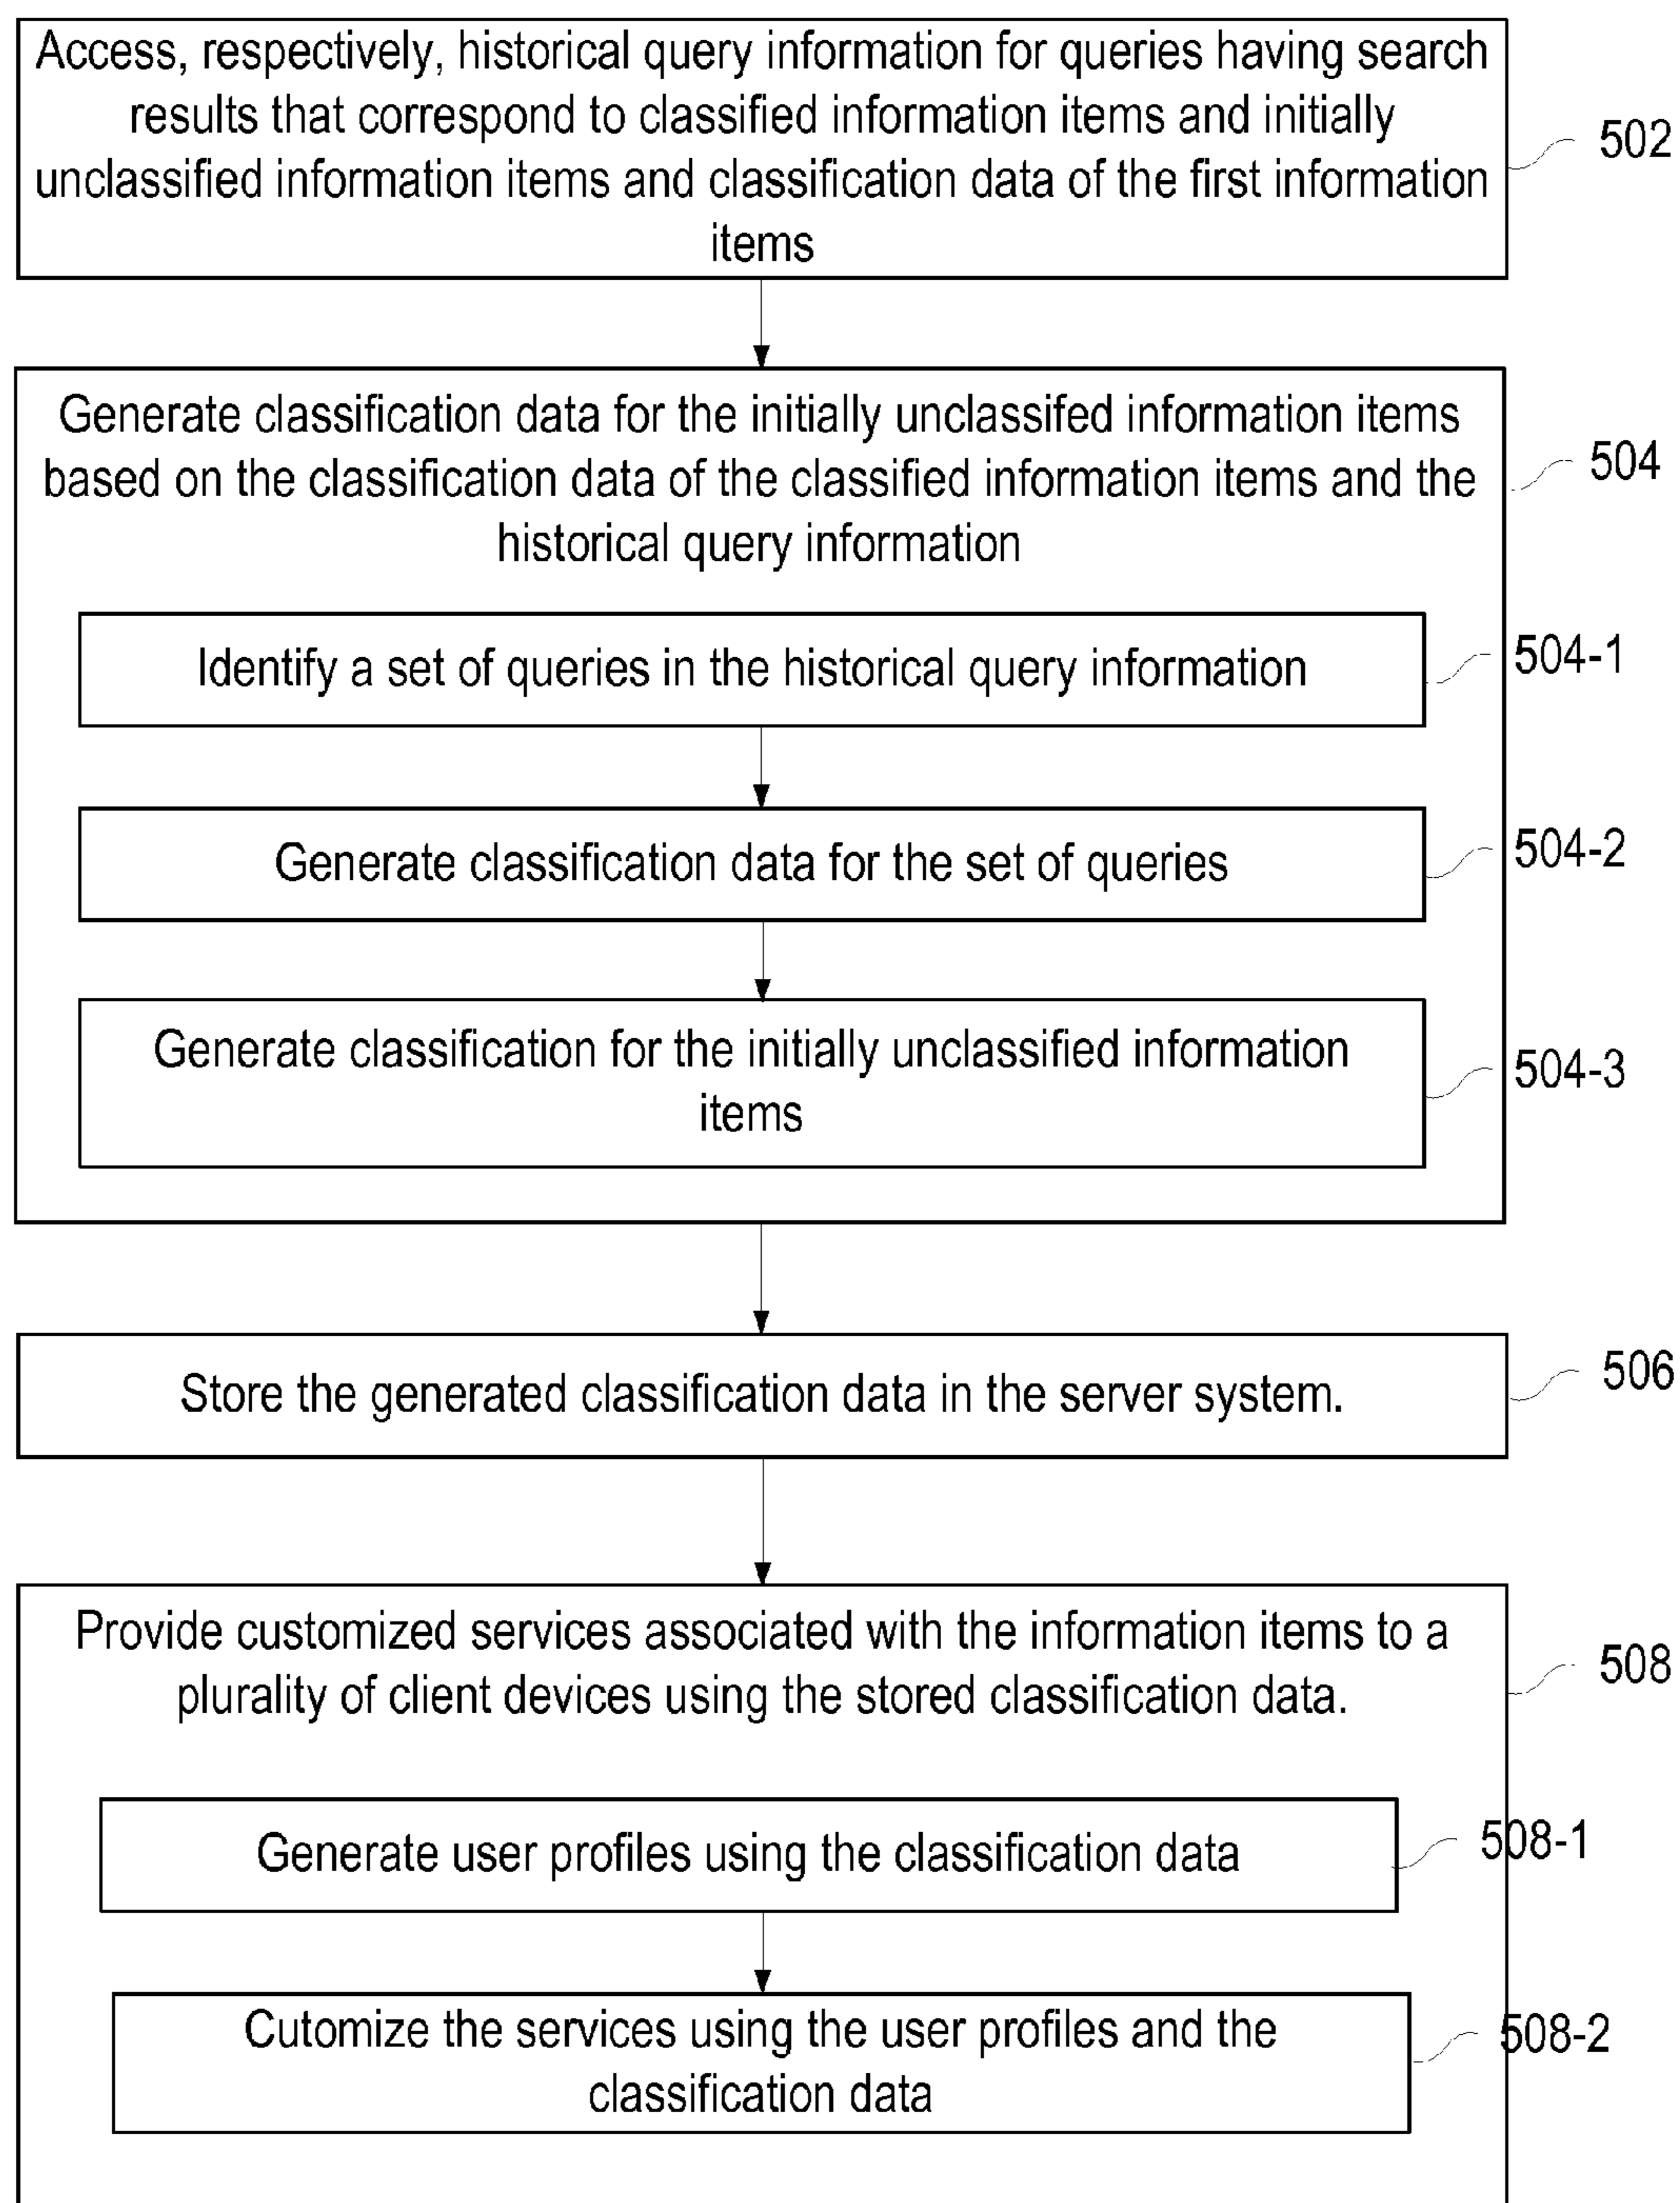 Access, respectively, historical query information for queries having search
results that correspond to classified information items and initially
unclassified information items and classification data of the first information
items
502
Generate classification data for the initially unclassifed information items
based on the classification data of the classified information items and the
historical query information
504
Identify a set of queries in the historical query information
504-1
Generate classification data for the set of queries
504-2
Generate classification for the initially unclassified information
items
504-3
Store the generated classification data in the server system.
506
Provide customized services associated with the information items to a
plurality of client devices using the stored classification data.
508
Generate user profiles using the classification data
508-1
Cutomize the services using the user profiles and the
classification data
508-2